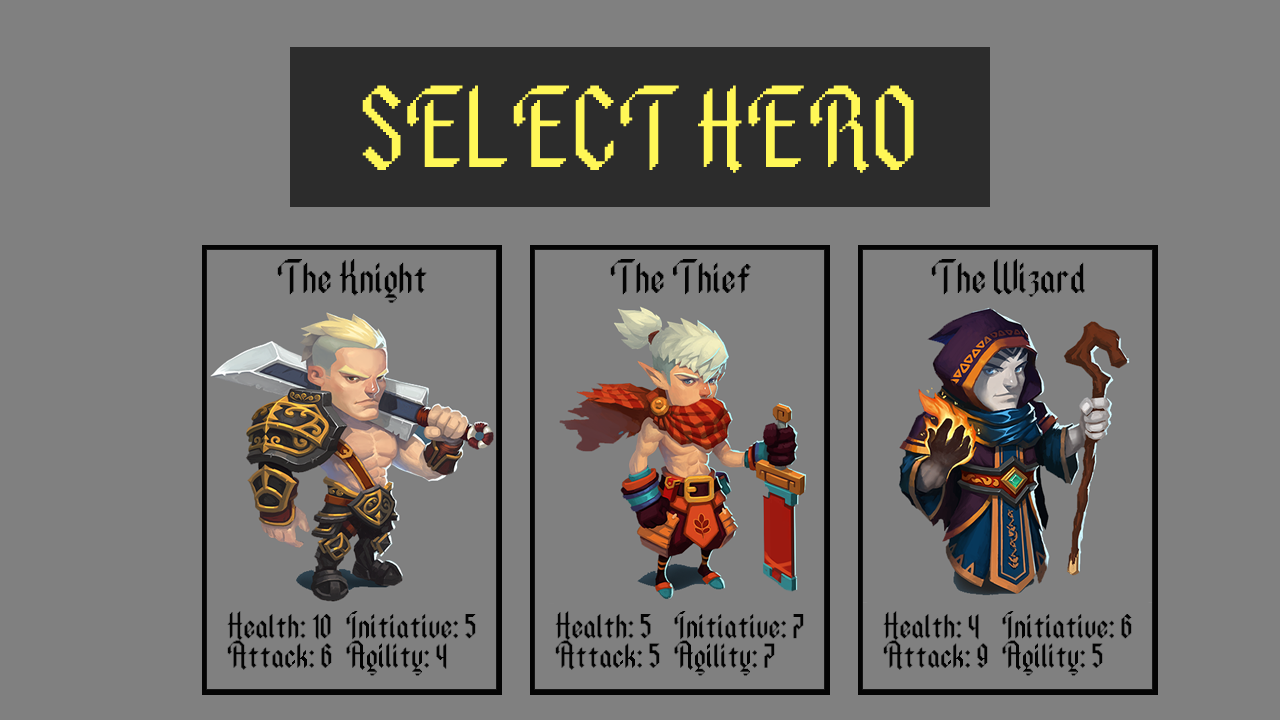 SELECT HERO
The Knight
Health: 10 Initiative: 5
Attack: 6 Agility: 4
The Thief
Health: 5 Initiative: 7
Attack: 5 Agility: 7
The Wizard
Health: 4 Initiative: 6
Attack: 9 Agility: 5